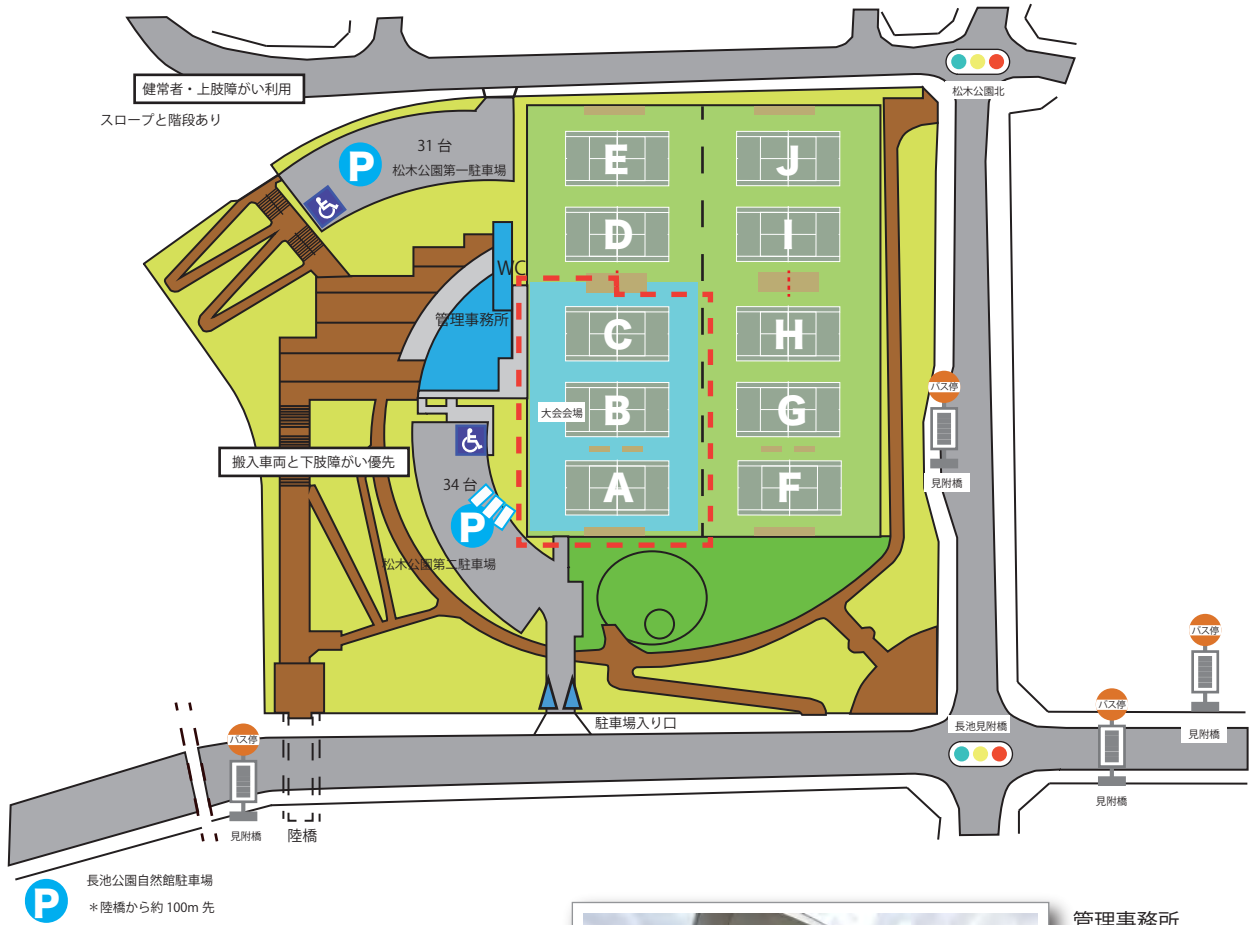 健常者・上肢障がい利用
スロープと階段あり
松木公園北
31 台
P
松木公園第一駐車場
E
J
D
I
WC
管理事務所
C
H
バス停
見附橋
大会会場
B
G
搬入車両と下肢障がい優先
34 台
P
松木公園第二駐車場
A
F
バス停
見附橋
駐車場入り口
長池見附橋
バス停
見附橋
バス停
見附橋
陸橋
P
長池公園自然館駐車場
＊陸橋から約 100m 先
管理事務所